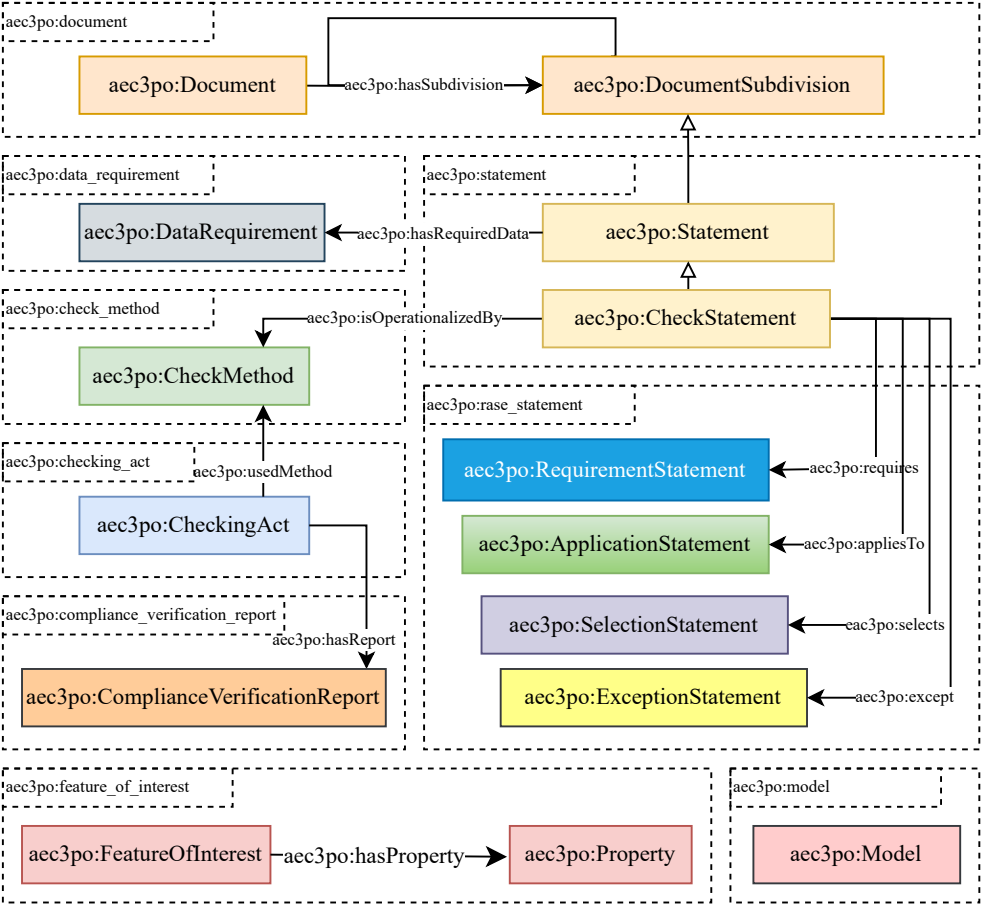 aec3po:document
aec3po:Document
aec3po:hasSubdivision
aec3po:DocumentSubdivision
aec3po:data_requirement
aec3po:DataRequirement
aec3po:hasRequiredData
aec3po:statement
aec3po:Statement
aec3po:check_method
aec3po:isOperationalizedBy
aec3po:CheckStatement
aec3po:CheckMethod
aec3po:checking_act
aec3po:usedMethod
aec3po:CheckingAct
aec3po:rase_statement
aec3po:RequirementStatement
aec3po:requires
aec3po:ApplicationStatement
aec3po:appliesTo
aec3po:SelectionStatement
eac3po:selects
aec3po:ExceptionStatement
aec3po:except
aec3po:compliance_verification_report
aec3po:hasReport
aec3po:ComplianceVerificationReport
aec3po:feature_of_interest
aec3po:FeatureOfInterest
aec3po:hasProperty
aec3po:Property
aec3po:model
aec3po:Model